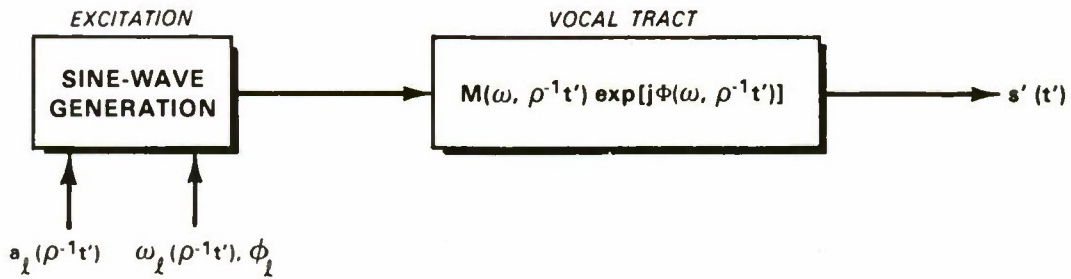 EXCITATION
VOCAL TRACT
SINE-WAVE
GENERATION
M(ω, ρ⁻¹t') exp[jΦ(ω, ρ⁻¹t')]
s' (t')
a_ℓ(ρ⁻¹t')
ω_ℓ(ρ⁻¹t'), ϕ_ℓ